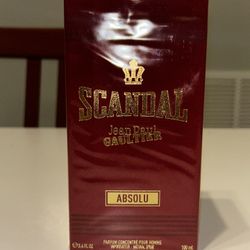 SCANDAL
Jean Paul
GAULTIER
ABSOLU
PARFUM CONCENTRÉ POUR HOMME
100 ml